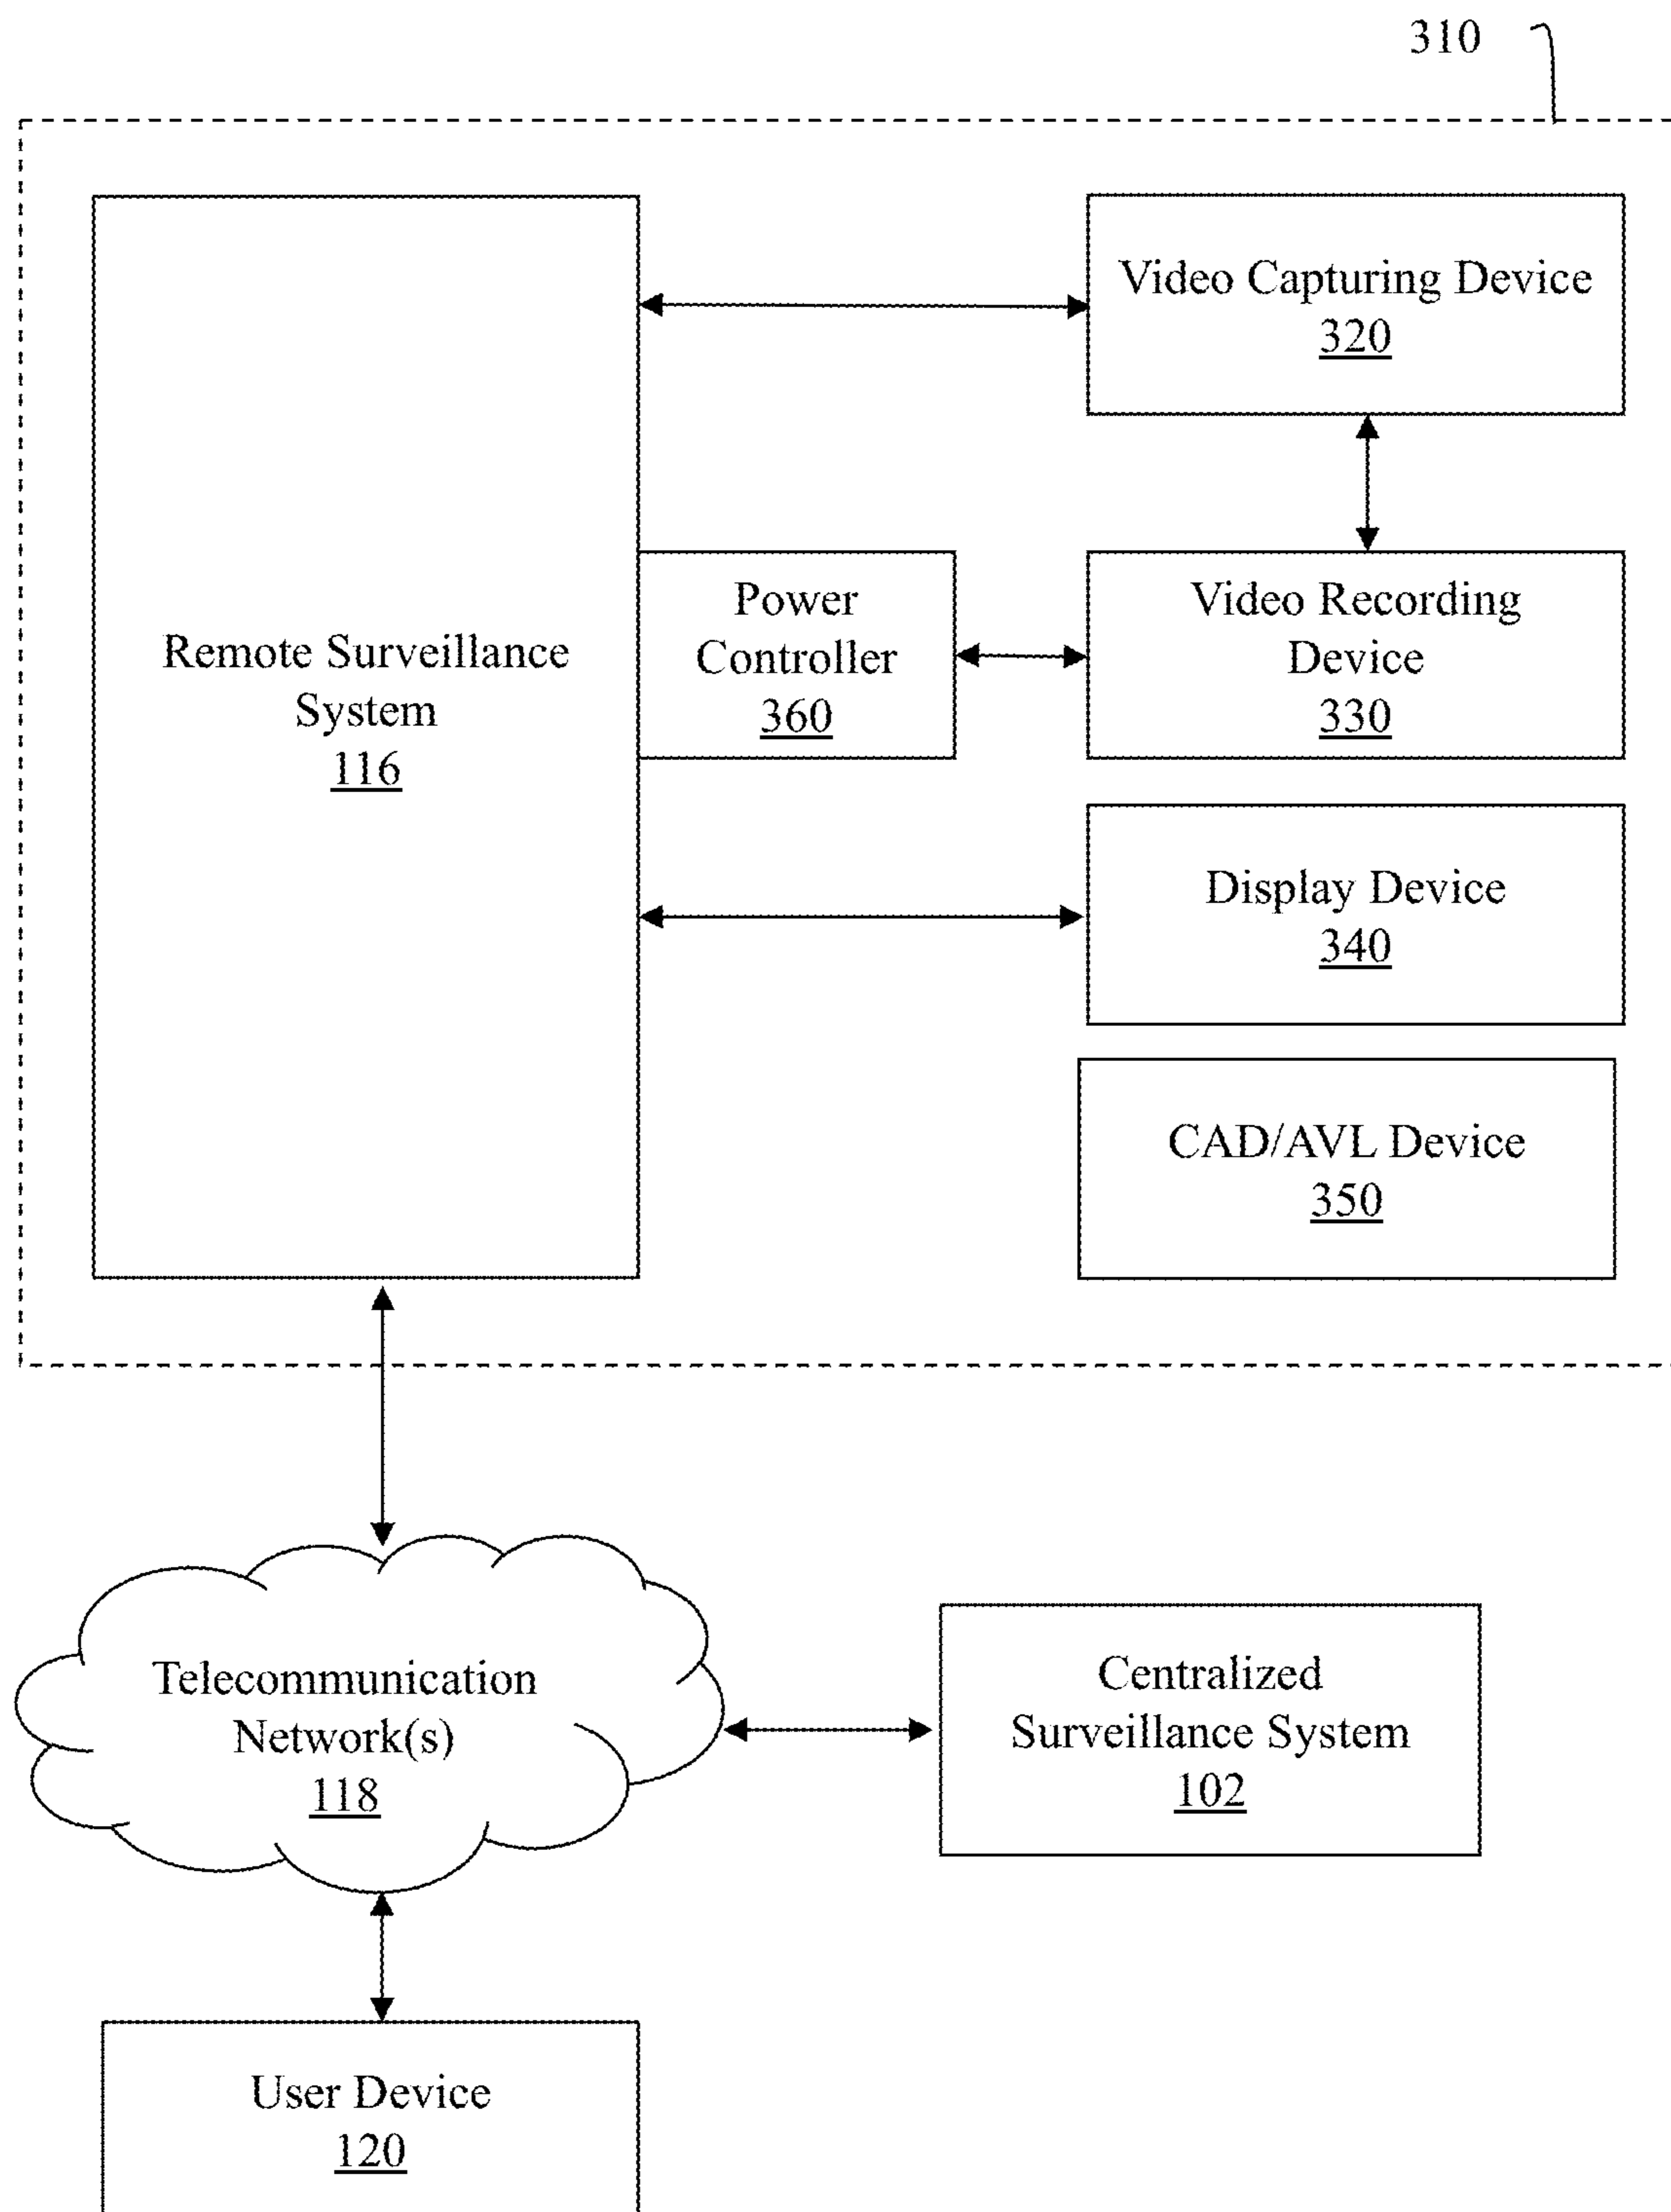 310
Video Capturing Device
320
Power
Controller
360
Video Recording
Device
330
Remote Surveillance
System
116
Display Device
340
CAD/AVL Device
350
Telecommunication
Network(s)
118
Centralized
Surveillance System
102
User Device
120